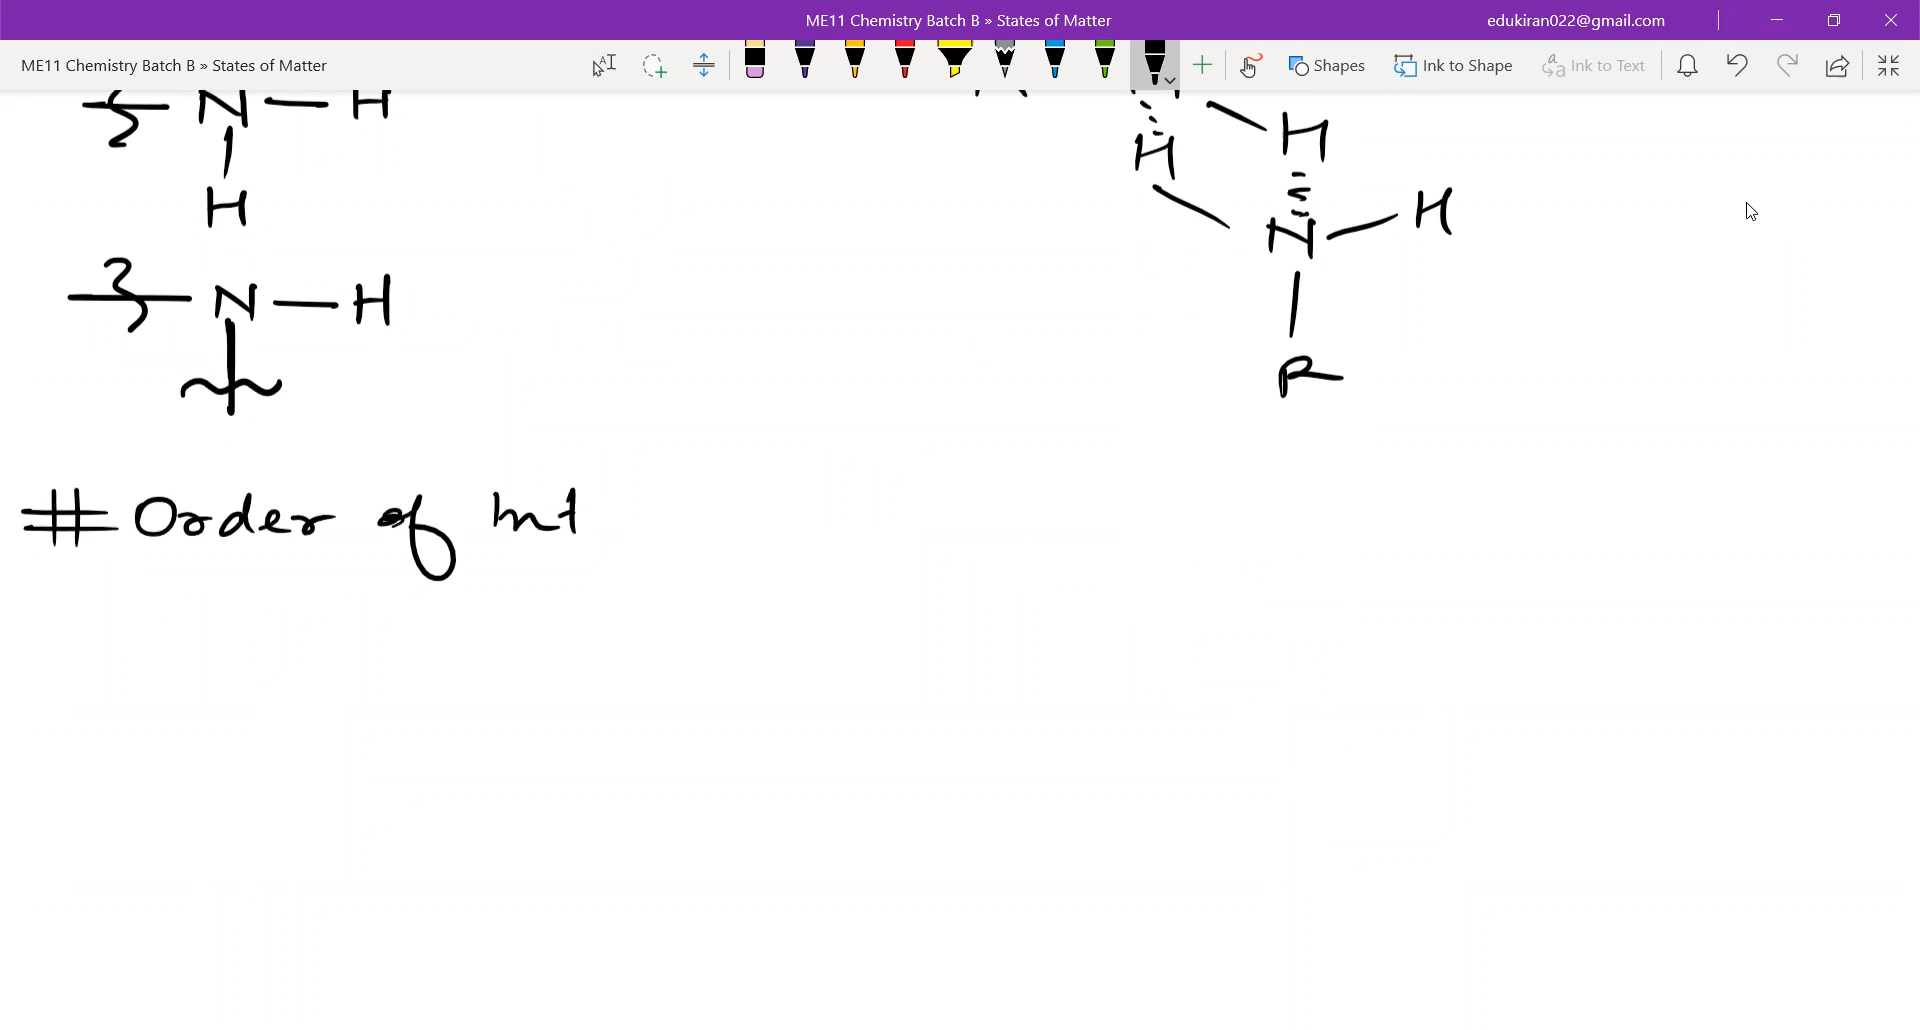 ME11 Chemistry Batch B » States of Matter
edukiran022@gmail.com
ME11 Chemistry Batch B » States of Matter
Shapes
Ink to Shape
Ink to Text
N — H
H
N — H
H
H
N — H
R
# Order of Int